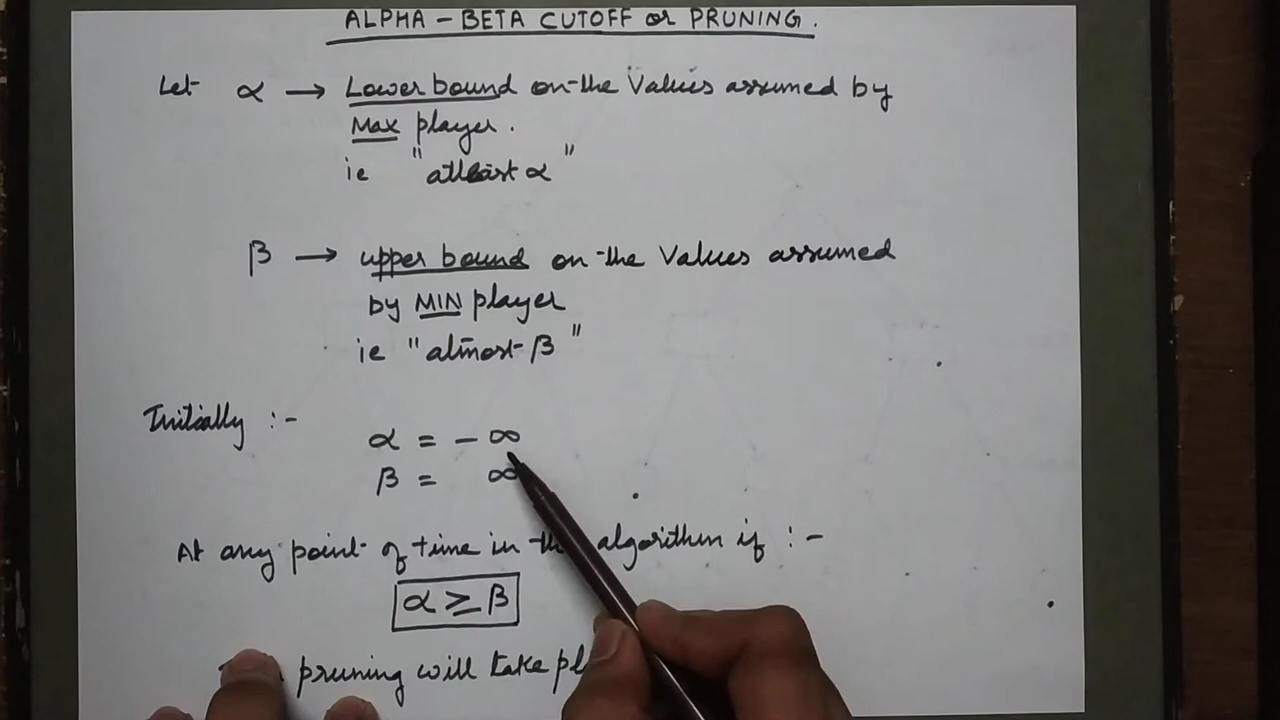 ALPHA - BETA CUTOFF or PRUNING.
Let α → Lower bound on the Values assumed by
Max player.
ie "atleast α"
β → upper bound on the Values assumed
by MIN player
ie "almost β"
Initially :-
α = - ∞
β = ∞
At any point of time in the algorithm if :-
α ≥ β
pruning will take